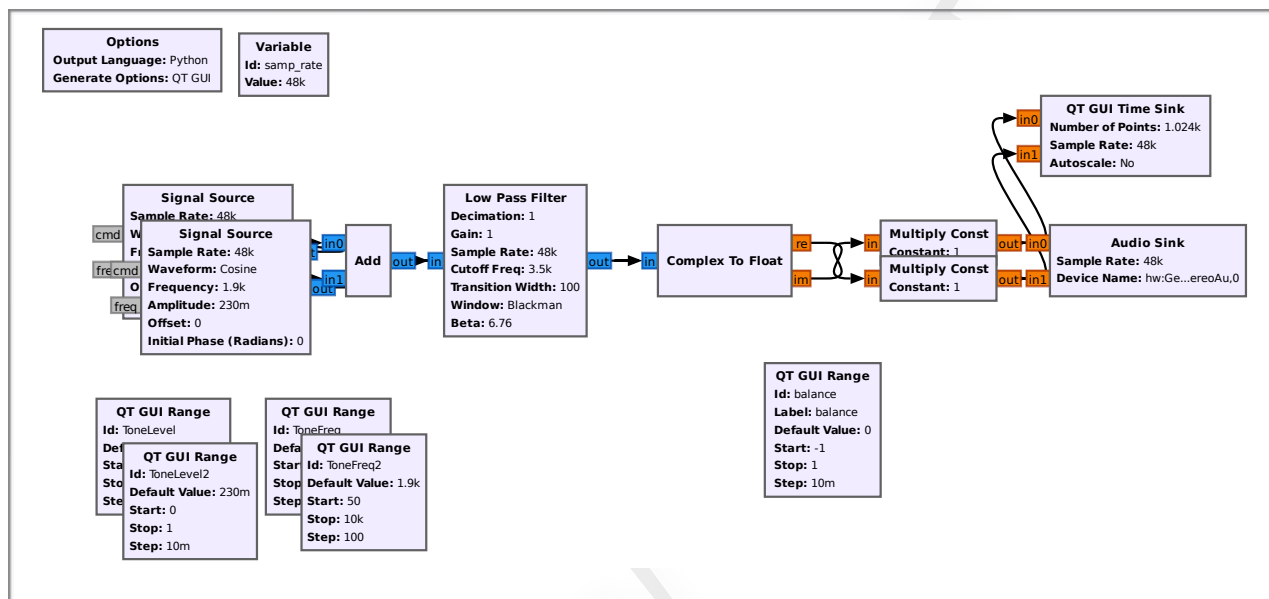 Options
Output Language: Python
Generate Options: QT GUI
Variable
Id: samp_rate
Value: 48k
QT GUI Time Sink
Number of Points: 1.024k
Sample Rate: 48k
Autoscale: No
in0
in1
Signal Source
Sample Rate: 48k
cmd
Signal Source
Sample Rate: 48k
Waveform: Cosine
Frequency: 1.9k
Amplitude: 230m
Offset: 0
Initial Phase (Radians): 0
cmd
freq
out
in0
in1
Add
out
in
Low Pass Filter
Decimation: 1
Gain: 1
Sample Rate: 48k
Cutoff Freq: 3.5k
Transition Width: 100
Window: Blackman
Beta: 6.76
out
in
Complex To Float
re
im
in
Multiply Const
Constant: 1
out
in
Multiply Const
Constant: 1
out
in0
in1
Audio Sink
Sample Rate: 48k
Device Name: hw:Ge...ereoAu,0
QT GUI Range
Id: ToneLevel
QT GUI Range
Id: ToneLevel2
Default Value: 230m
Start: 0
Stop: 1
Step: 10m
QT GUI Range
Id: ToneFreq
QT GUI Range
Id: ToneFreq2
Default Value: 1.9k
Start: 50
Stop: 10k
Step: 100
QT GUI Range
Id: balance
Label: balance
Default Value: 0
Start: -1
Stop: 1
Step: 10m